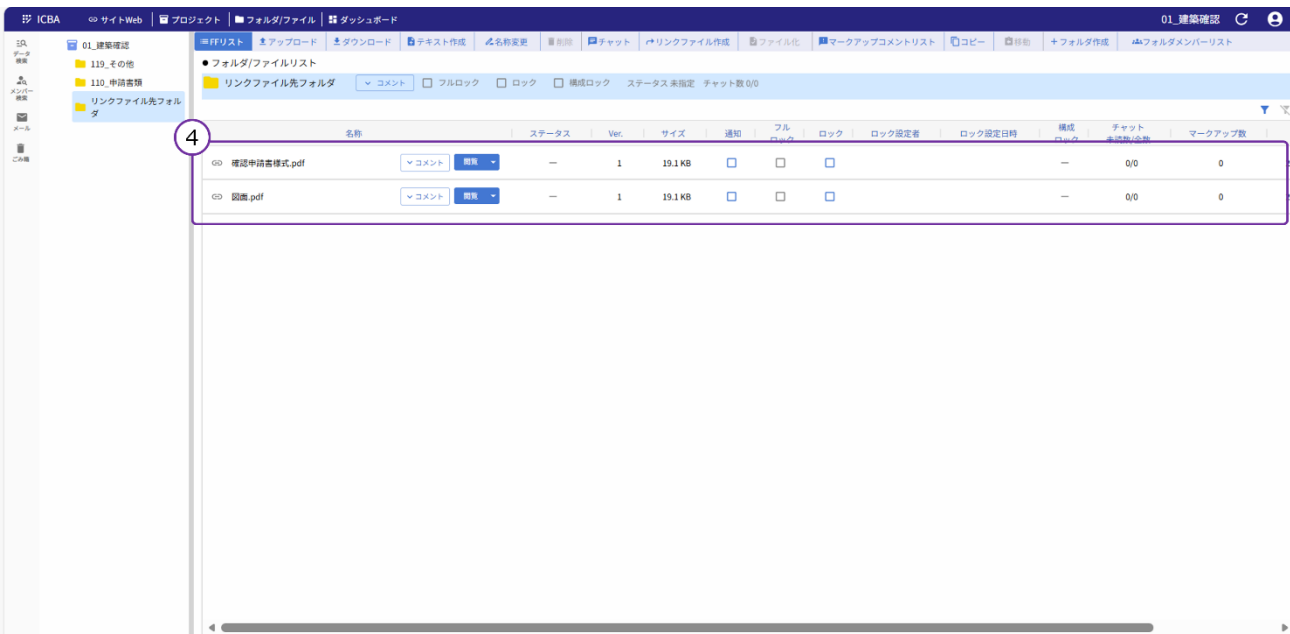 ICBA サイトWeb プロジェクト フォルダ/ファイル ダッシュボード 01_建築確認
データ検索
メンバー検索
メール
ごみ箱
01_建築確認
119_その他
110_申請書類
リンクファイル先フォルダ
FFリスト アップロード ダウンロード テキスト作成 名称変更 削除 チャット リンクファイル作成 ファイル化 マークアップコメントリスト コピー 移動 +フォルダ作成 フォルダメンバーリスト
●フォルダ/ファイルリスト
リンクファイル先フォルダ コメント フルロック ロック 構成ロック ステータス 未指定 チャット数 0/0
④
名称 ステータス Ver. サイズ 通知 フルロック ロック ロック設定者 ロック設定日時 構成ロック チャット未読数/全数 マークアップ数
確認申請書様式.pdf コメント 閲覧 — 1 19.1 KB — 0/0 0
図面.pdf コメント 閲覧 — 1 19.1 KB — 0/0 0